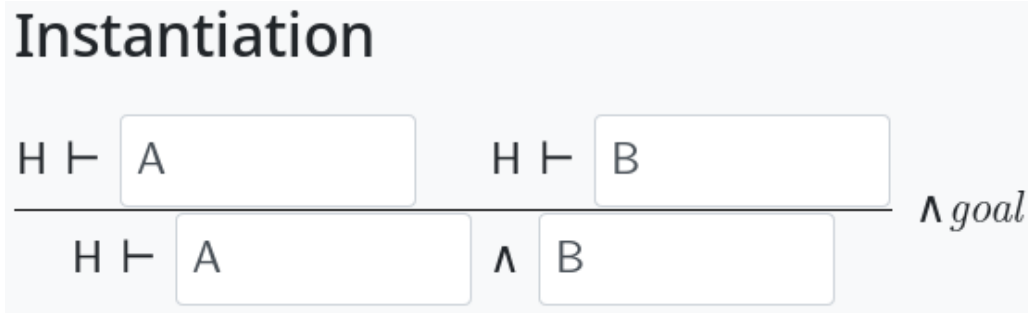 Instantiation
H ⊢ A H ⊢ B
∧ goal
H ⊢ A ∧ B